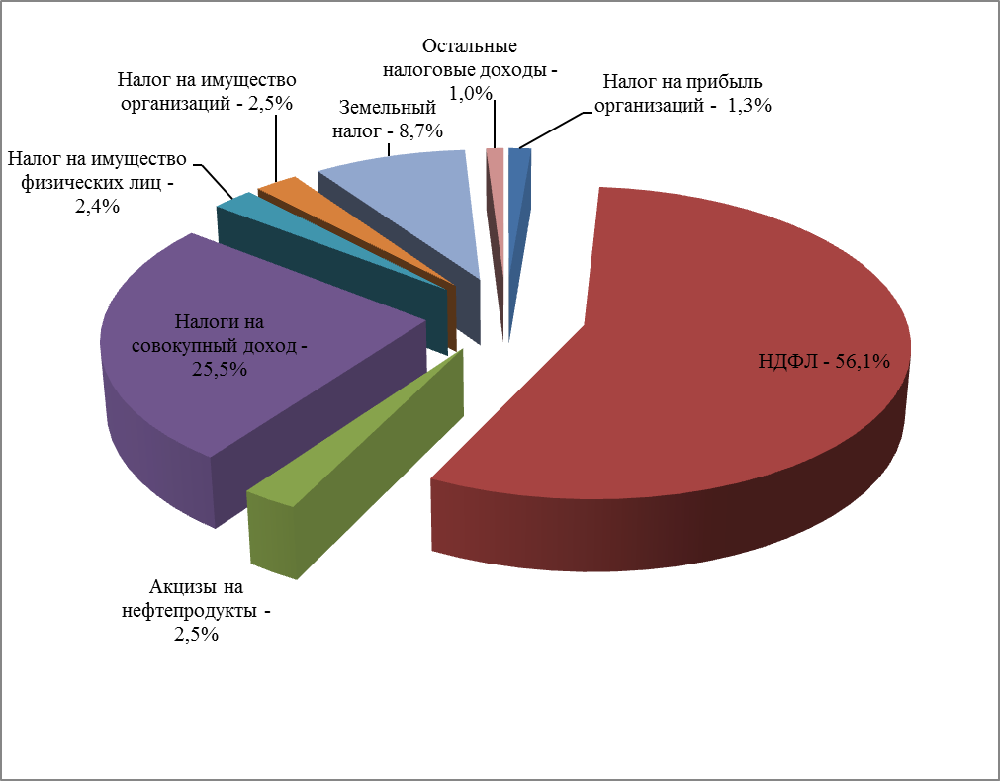 Остальные
налоговые доходы -
1,0%
Налог на прибыль
организаций -  1,3%
Налог на имущество
организаций - 2,5%
Земельный
налог - 8,7%
Налог на имущество
физических лиц -
2,4%
Налоги на
совокупный доход -
25,5%
НДФЛ - 56,1%
Акцизы на
нефтепродукты -
2,5%